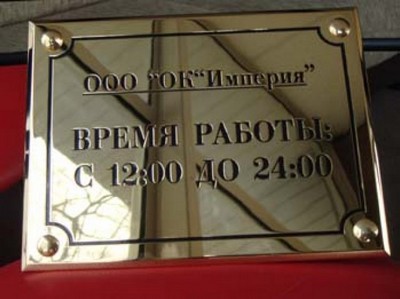 ООО "ОК"Империя"
ВРЕМЯ РАБОТЫ:
С 12:00 ДО 24:00